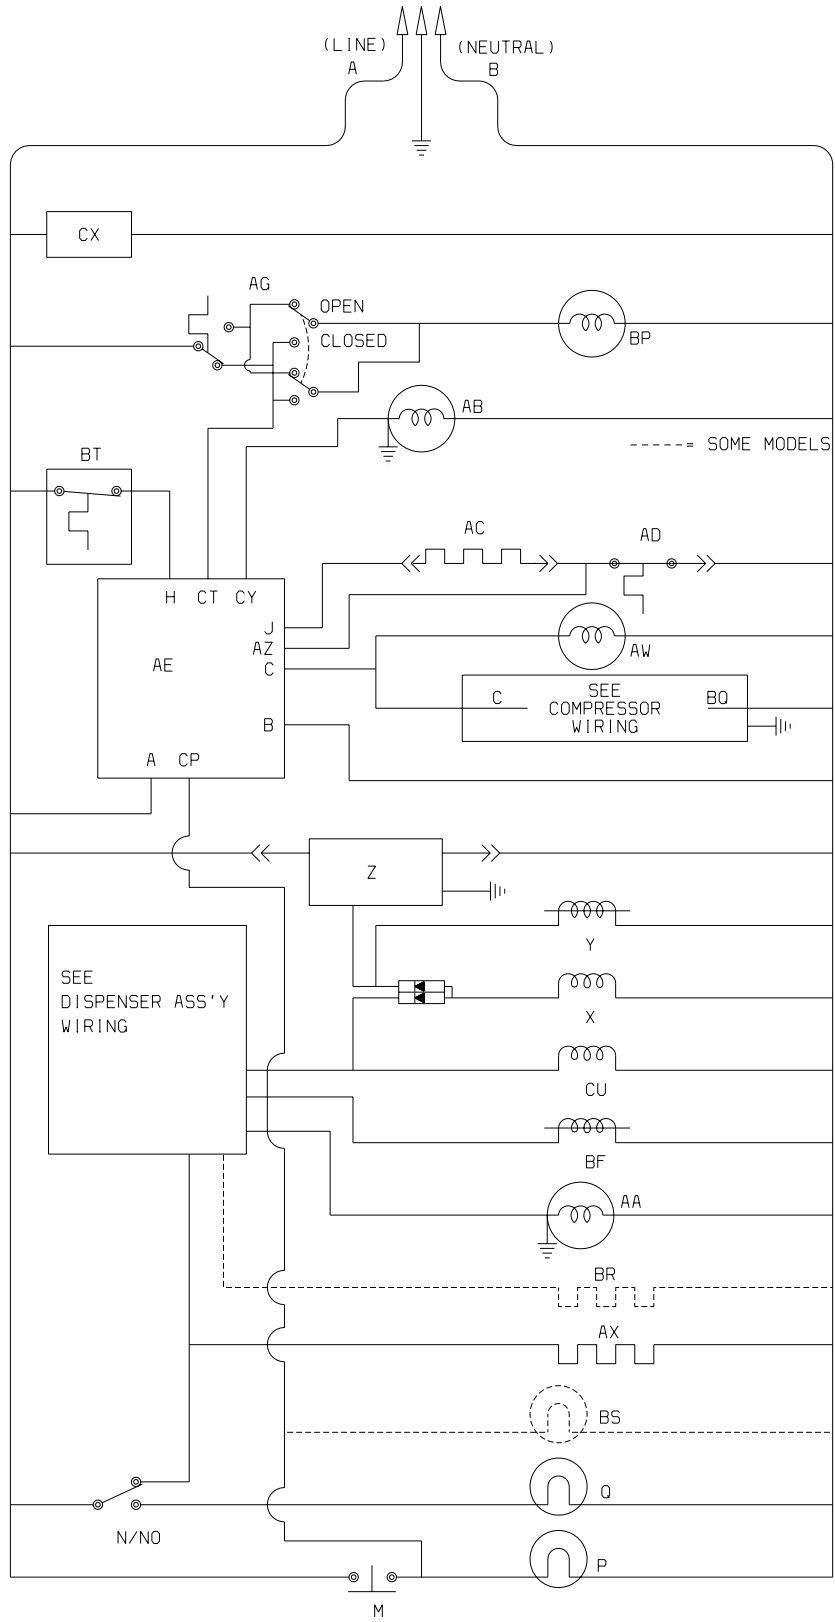 (LINE)
A
(NEUTRAL)
B
CX
AG
OPEN
CLOSED
BP
AB
----- = SOME MODELS
BT
AC
AD
H CT CY
J
AZ
C
AE
B
A CP
AW
C
SEE
COMPRESSOR
WIRING
BQ
Z
Y
SEE
DISPENSER ASS'Y
WIRING
X
CU
BF
AA
BR
AX
BS
Q
N/NO
P
M